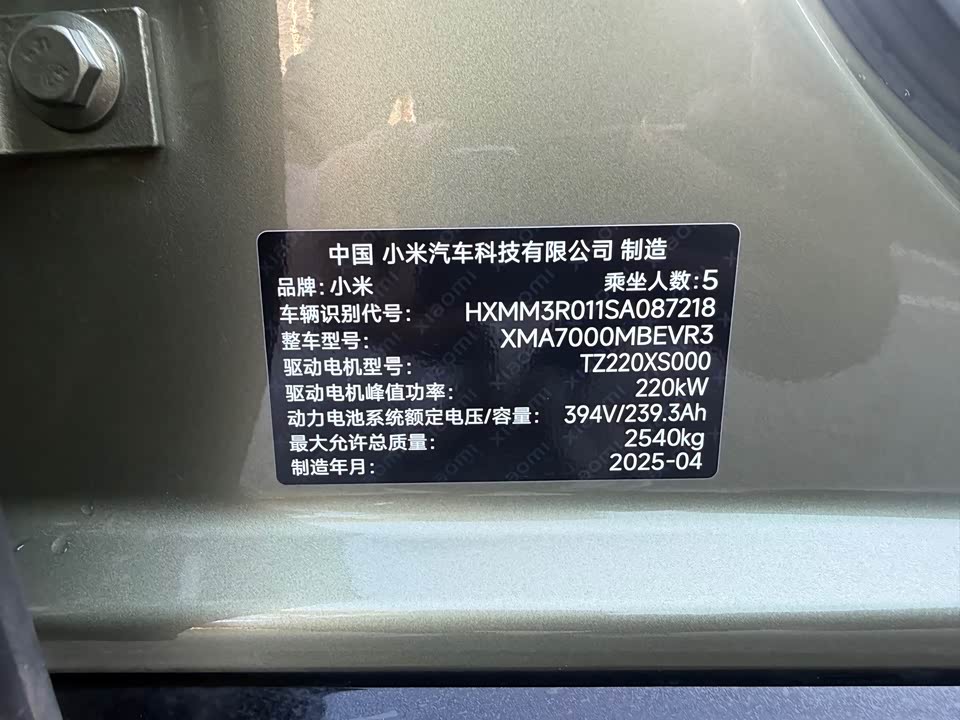 中国 小米汽车科技有限公司 制造
品牌：小米 乘坐人数：5
车辆识别代号： HXMM3R011SA087218
整车型号： XMA7000MBEVR3
驱动电机型号： TZ220XS000
驱动电机峰值功率： 220kW
动力电池系统额定电压/容量： 394V/239.3Ah
最大允许总质量： 2540kg
制造年月： 2025-04